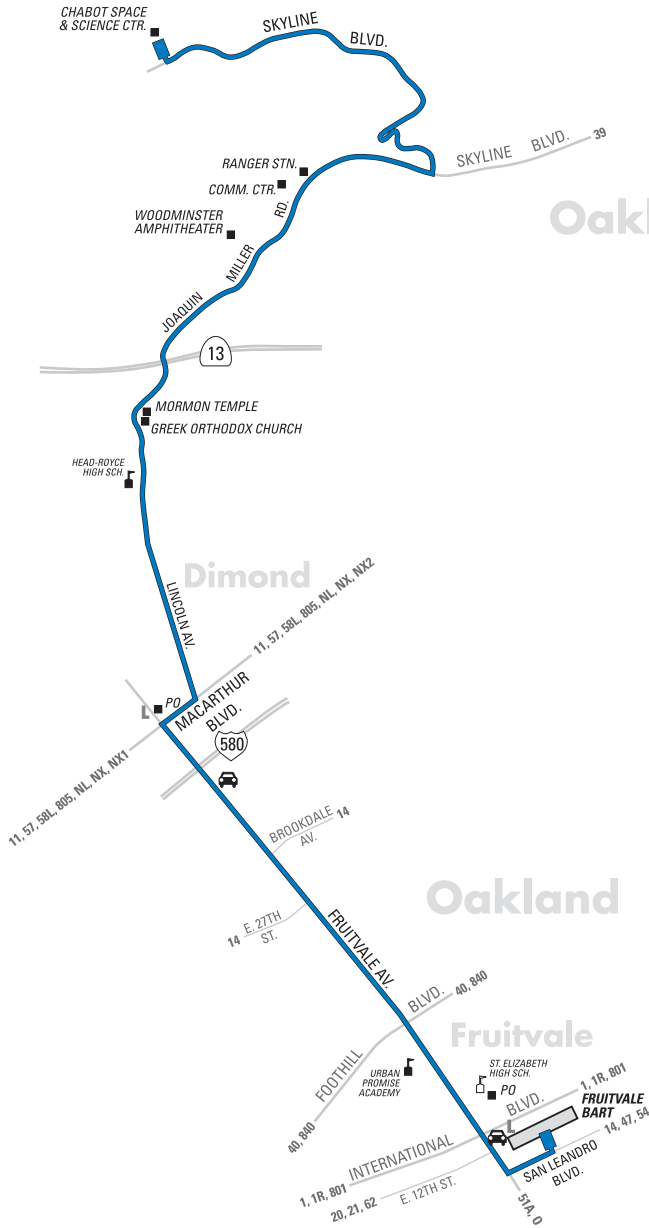 CHABOT SPACE
& SCIENCE CTR.
SKYLINE
BLVD.
SKYLINE BLVD. 39
RANGER STN.
COMM. CTR.
WOODMINSTER
AMPHITHEATER
Oakl
JOAQUIN MILLER RD.
13
MORMON TEMPLE
GREEK ORTHODOX CHURCH
HEAD-ROYCE
HIGH SCH.
Dimond
LINCOLN AV.
11, 57, 58L, 805, NL, NX, NX2
PO
L
MACARTHUR
BLVD.
580
11, 57, 58L, 805, NL, NX, NX1
BROOKDALE
AV.
14
Oakland
14
E. 27TH
ST.
FRUITVALE AV.
FOOTHILL BLVD.
40, 840
40, 840
Fruitvale
URBAN
PROMISE
ACADEMY
ST. ELIZABETH
HIGH SCH.
PO
L
1, 1R, 801
FRUITVALE
BART
INTERNATIONAL BLVD.
14, 47, 54
1, 1R, 801
SAN LEANDRO
BLVD.
20, 21, 62
E. 12TH ST.
51A, O